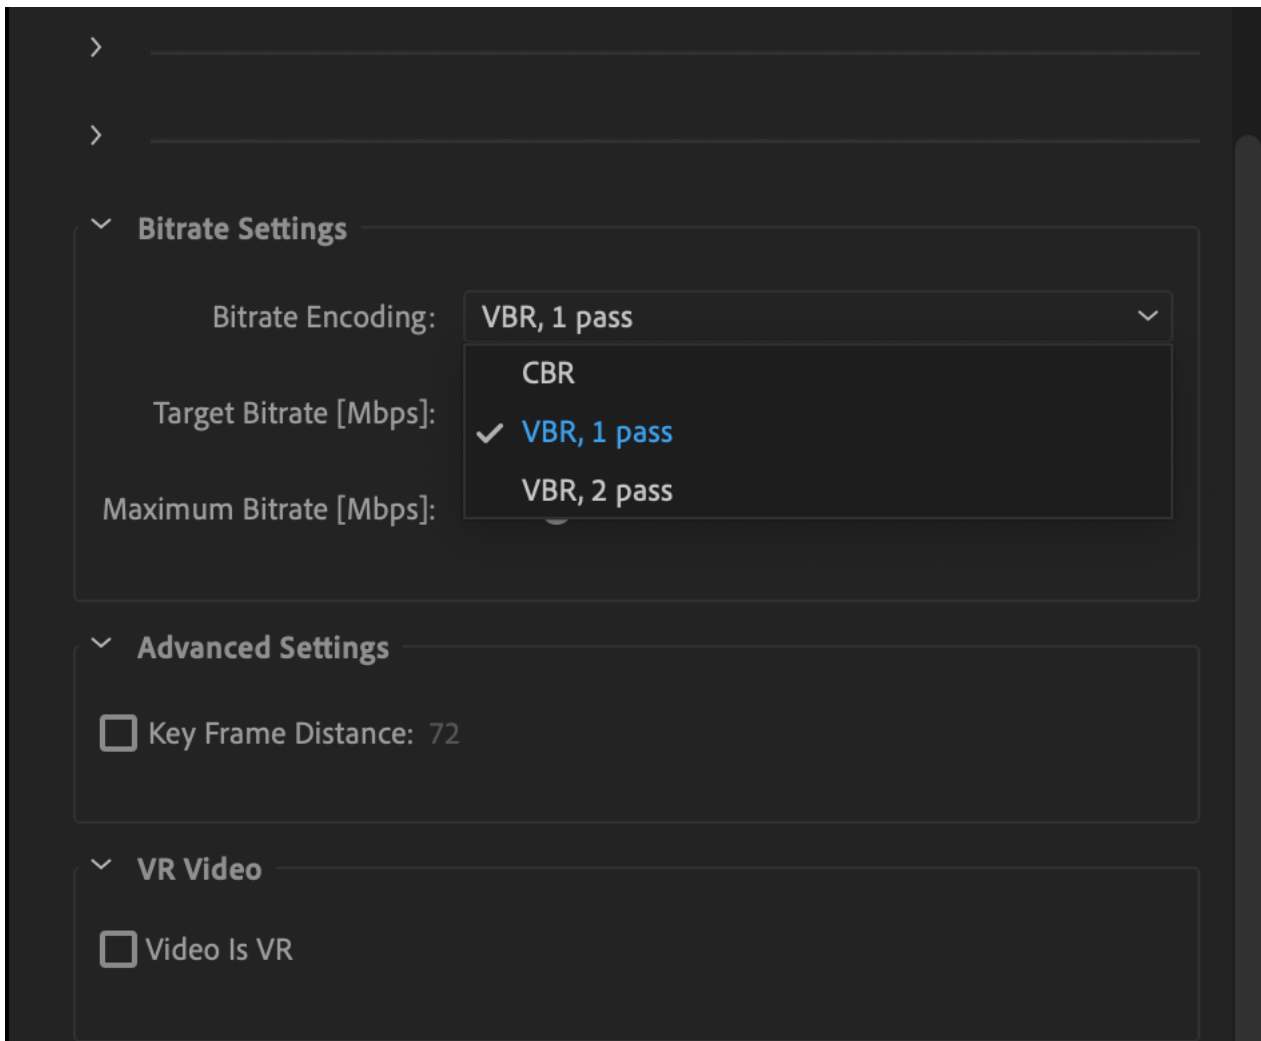 Bitrate Settings
Bitrate Encoding: VBR, 1 pass
CBR
Target Bitrate [Mbps]:
VBR, 1 pass
VBR, 2 pass
Maximum Bitrate [Mbps]:
Advanced Settings
Key Frame Distance: 72
VR Video
Video Is VR